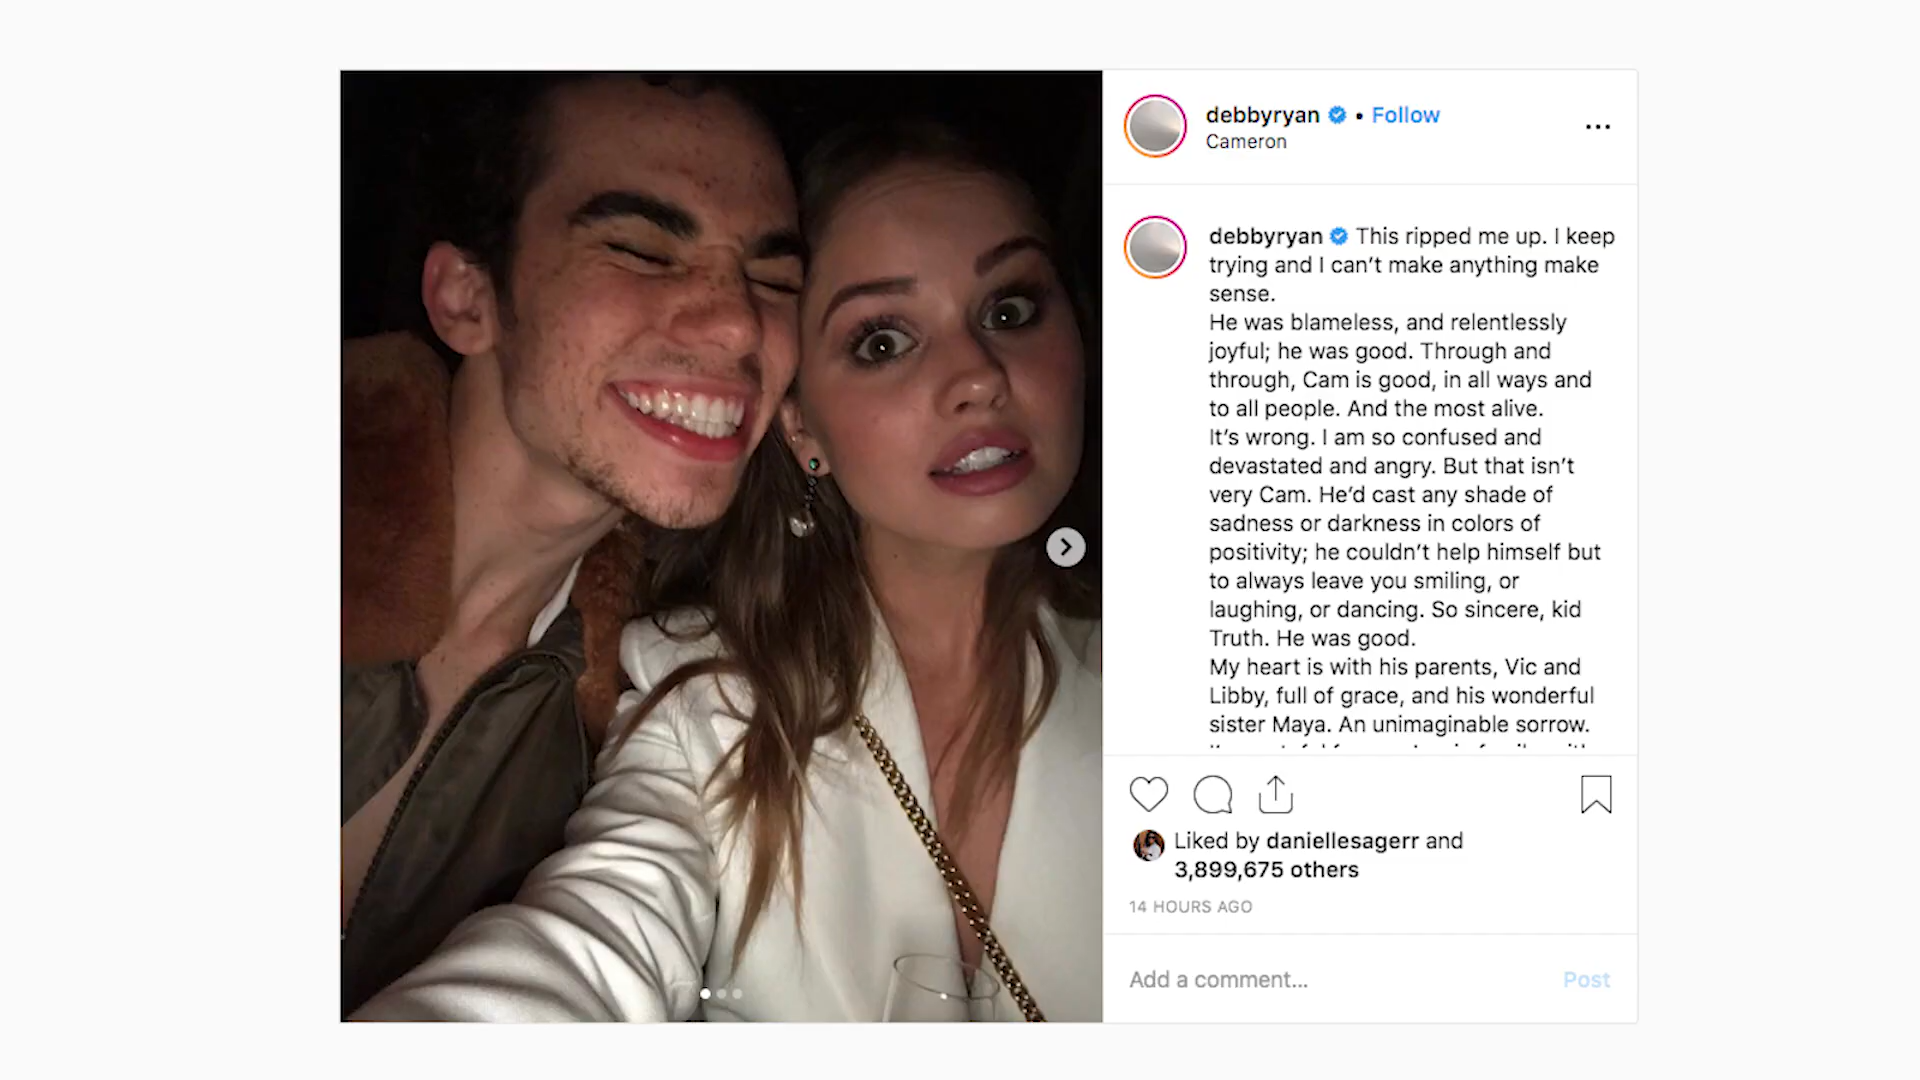 debbyryan • Follow
Cameron
debbyryan This ripped me up. I keep
trying and I can't make anything make
sense.
He was blameless, and relentlessly
joyful; he was good. Through and
through, Cam is good, in all ways and
to all people. And the most alive.
It's wrong. I am so confused and
devastated and angry. But that isn't
very Cam. He'd cast any shade of
sadness or darkness in colors of
positivity; he couldn't help himself but
to always leave you smiling, or
laughing, or dancing. So sincere, kid
Truth. He was good.
My heart is with his parents, Vic and
Libby, full of grace, and his wonderful
sister Maya. An unimaginable sorrow.
Liked by daniellesagerr and
3,899,675 others
14 HOURS AGO
Add a comment... Post